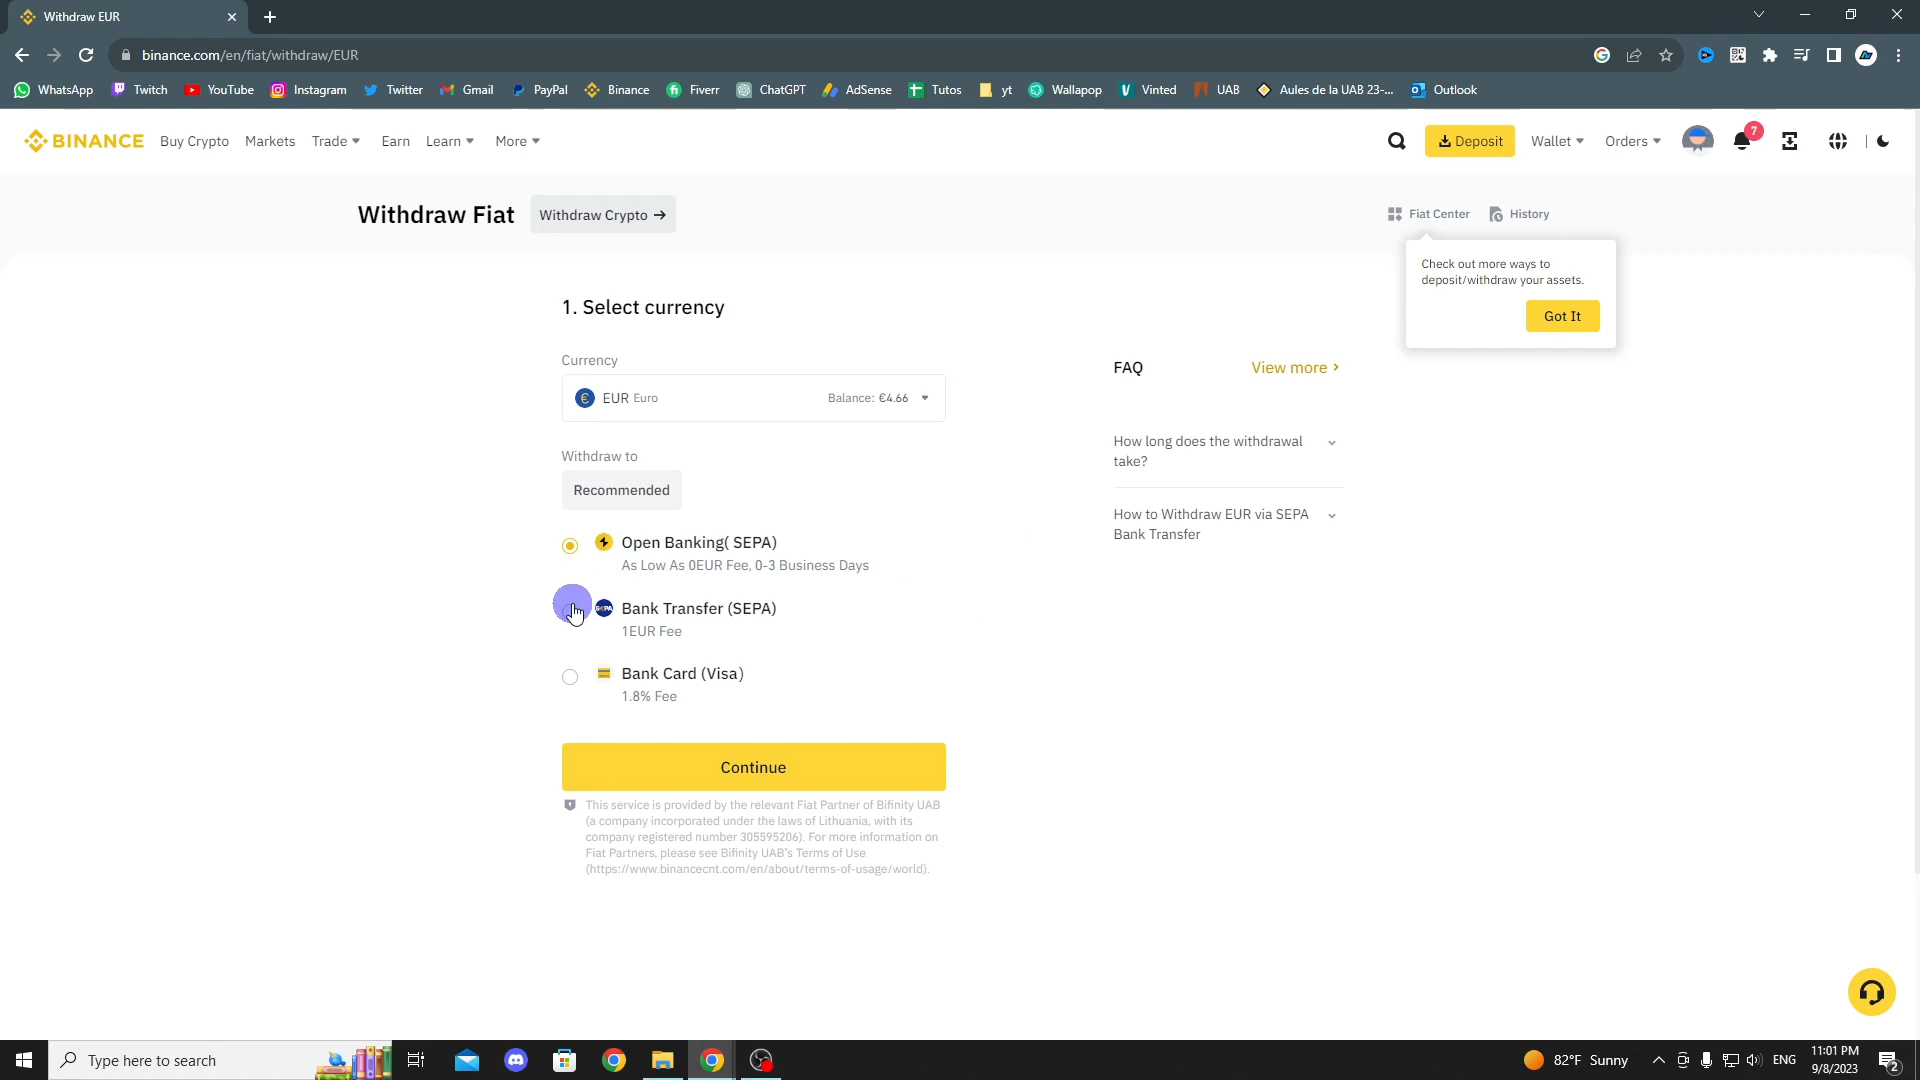 Withdraw EUR
binance.com/en/fiat/withdraw/EUR
WhatsApp Twitch YouTube Instagram Twitter Gmail PayPal Binance Fiverr ChatGPT AdSense Tutos yt Wallapop Vinted UAB Aules de la UAB 23-... Outlook
BINANCE Buy Crypto Markets Trade Earn Learn More Deposit Wallet Orders 7
Withdraw Fiat Withdraw Crypto → Fiat Center History
Check out more ways to
deposit/withdraw your assets.
Got It
1. Select currency
Currency
EUR Euro Balance: €4.66
Withdraw to
Recommended
Open Banking( SEPA)
As Low As 0EUR Fee, 0-3 Business Days
SEPA Bank Transfer (SEPA)
1EUR Fee
Bank Card (Visa)
1.8% Fee
Continue
This service is provided by the relevant Fiat Partner of Bifinity UAB
(a company incorporated under the laws of Lithuania, with its
company registered number 305595206). For more information on
Fiat Partners, please see Bifinity UAB's Terms of Use
(https://www.binancecnt.com/en/about/terms-of-usage/world).
FAQ View more
How long does the withdrawal
take?
How to Withdraw EUR via SEPA
Bank Transfer
Type here to search
82°F Sunny ENG
11:01 PM
9/8/2023
2